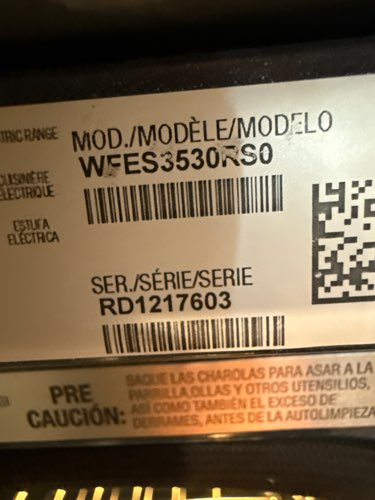 TRIC RANGE
MOD./MODÈLE/MODELO
WFES3530RS0
CUISINIÈRE
ÉLECTRIQUE
ESTUFA
ELÉCTRICA
SER./SÉRIE/SERIE
RD1217603
PRE
CAUCIÓN:
SAQUE LAS CHAROLAS PARA ASAR A LA
PARRILLA,OLLAS Y OTROS UTENSILIOS,
ASÍ COMO TAMBIÉN EL EXCESO DE
DERRAMES, ANTES DE LA AUTOLIMPIEZA